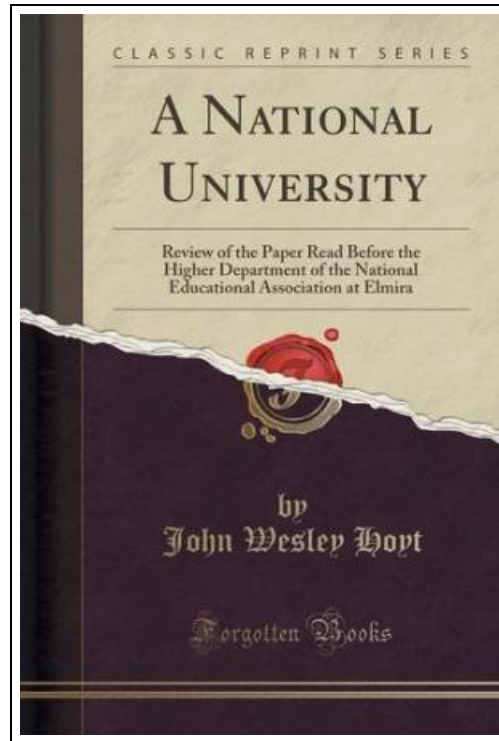 CLASSIC REPRINT SERIES
A NATIONAL
UNIVERSITY
Review of the Paper Read Before the
Higher Department of the National
Educational Association at Elmira
F
by
John Wesley Hoyt
Forgotten Books